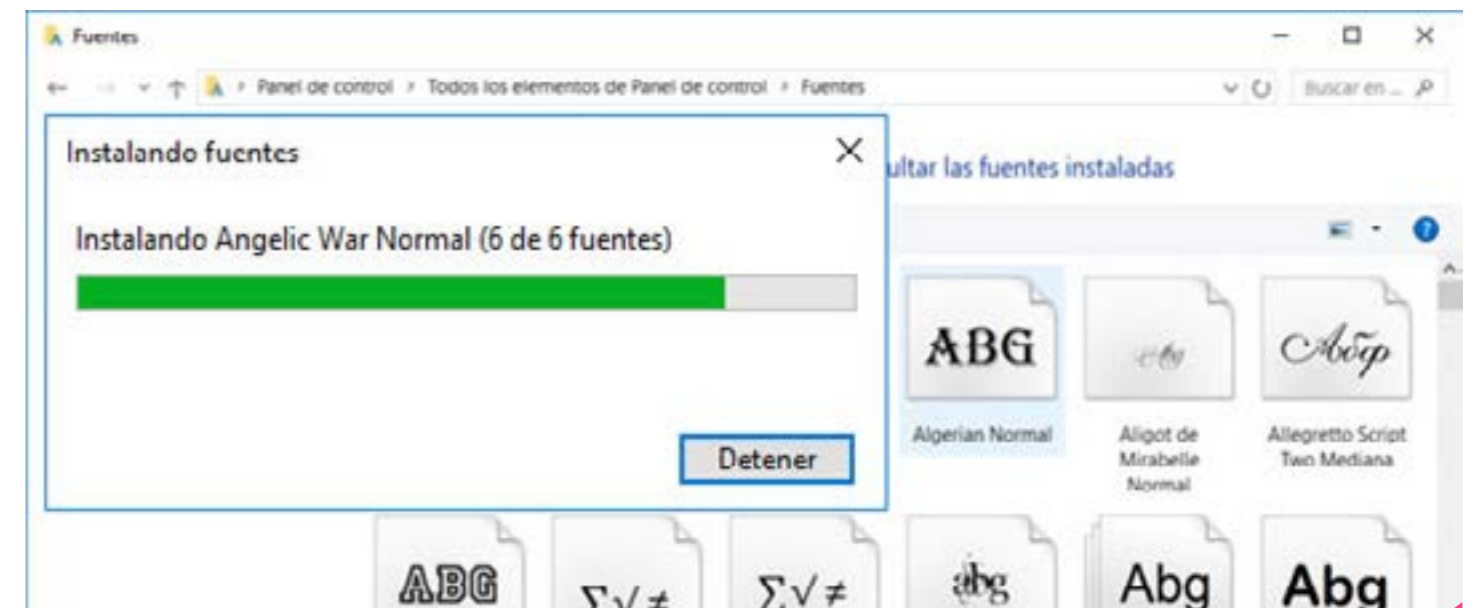 Fuentes
Panel de control › Todos los elementos de Panel de control › Fuentes
Buscar en ...
Instalando fuentes
ultar las fuentes instaladas
Instalando Angelic War Normal (6 de 6 fuentes)
Detener
ABG
Abg
Абф
Algerian Normal
Aligot de
Mirabelle
Normal
Allegretto Script
Two Mediana
ABG
Σ√≠
Σ√≠
abg
Abg
Abg